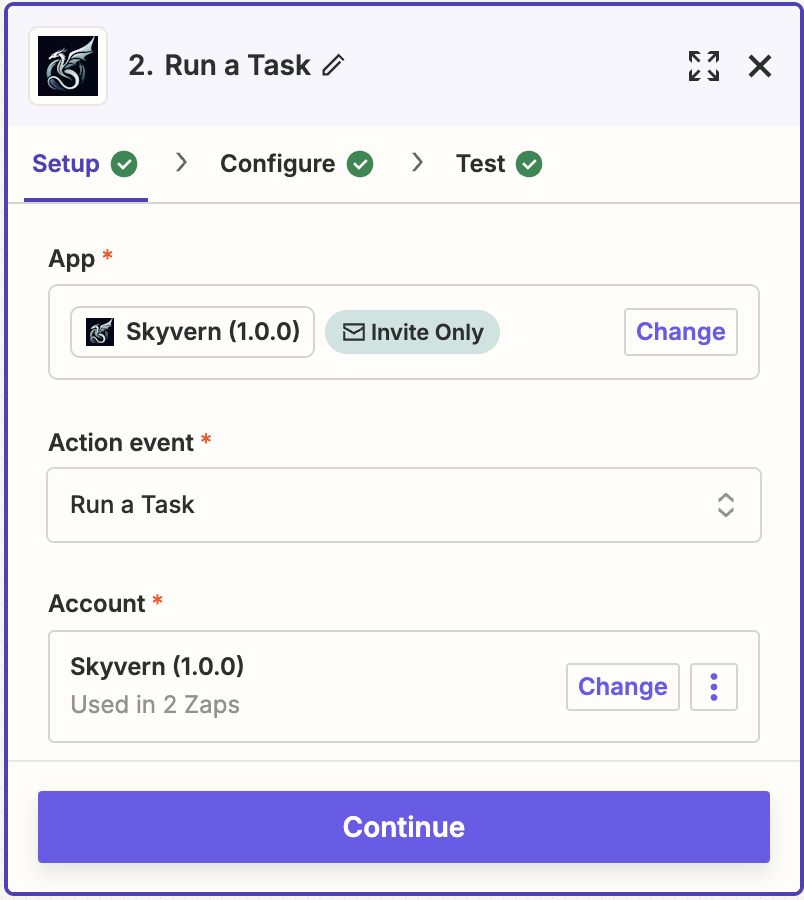 2. Run a Task
Setup
Configure
Test
App *
Skyvern (1.0.0)
Invite Only
Change
Action event *
Run a Task
Account *
Skyvern (1.0.0)
Used in 2 Zaps
Change
Continue